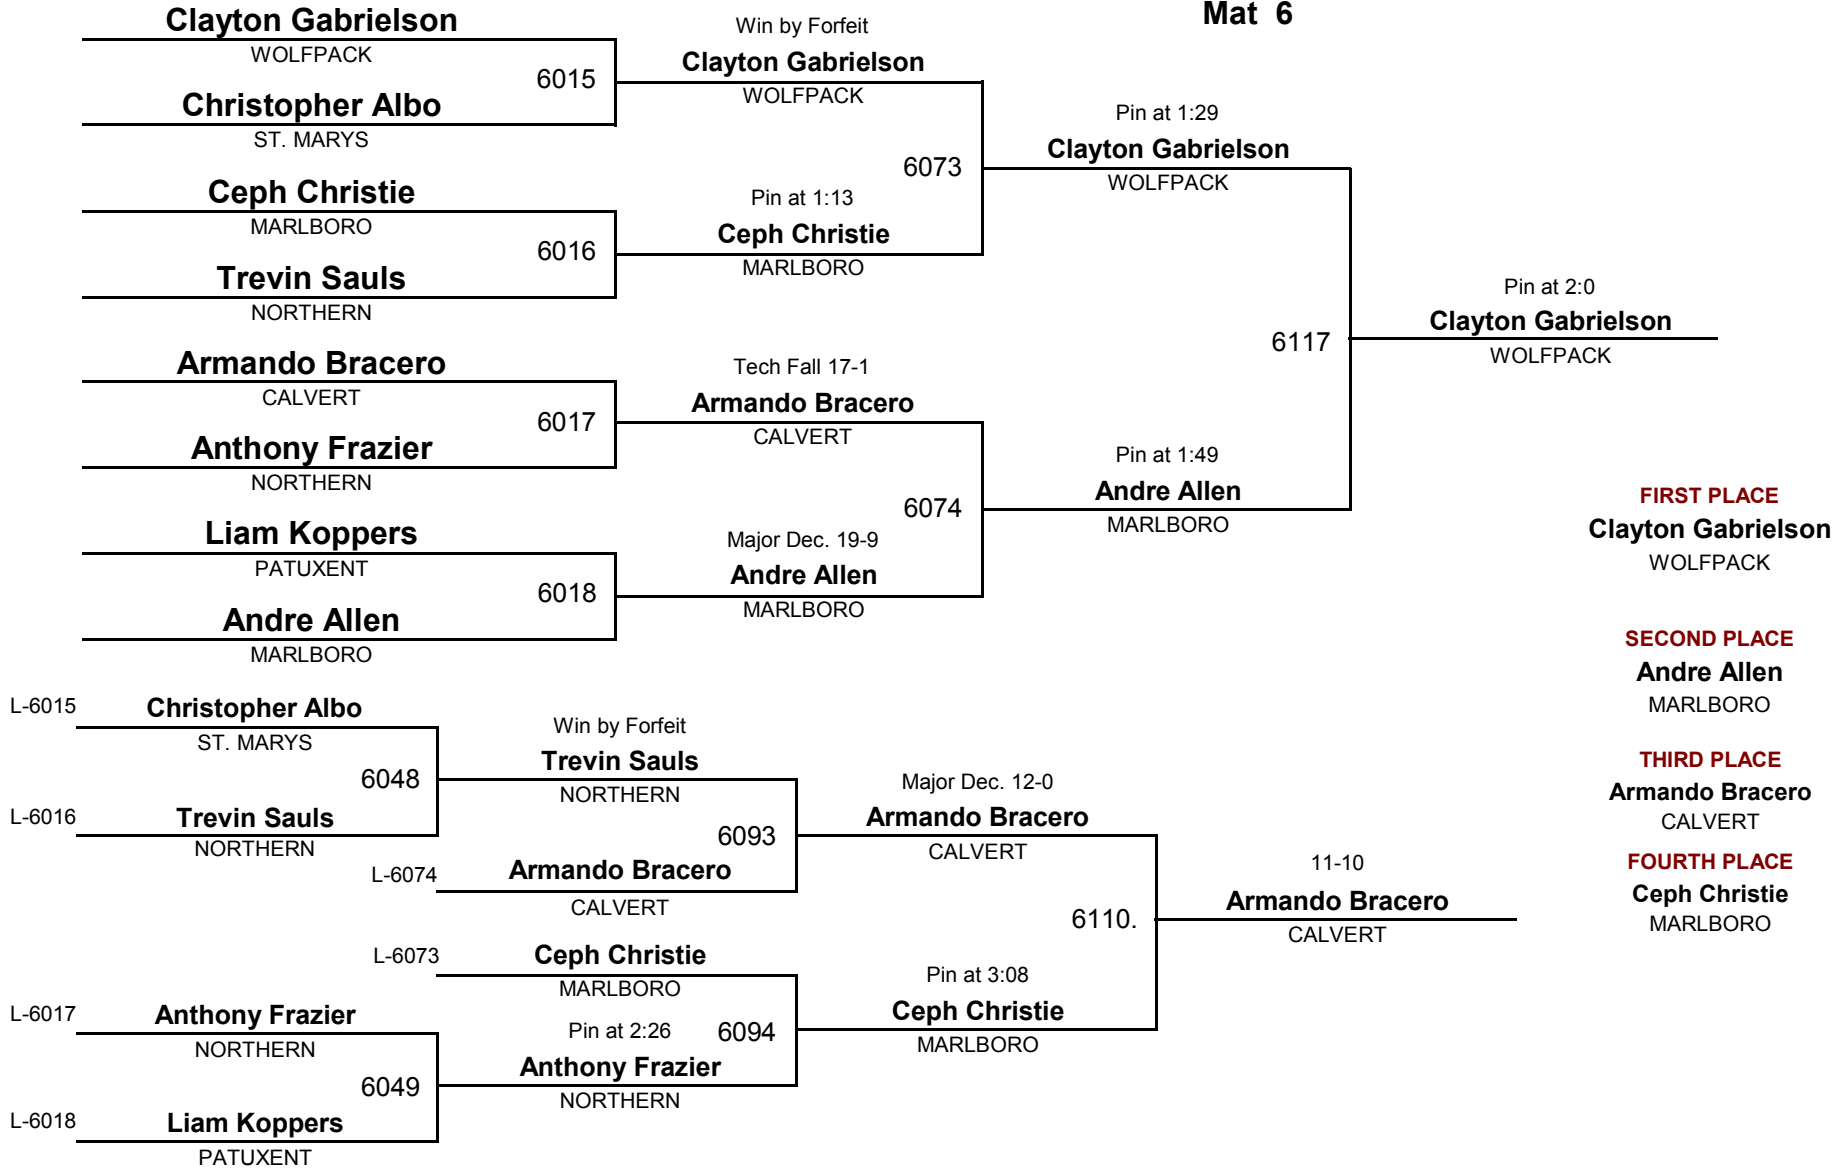 Mat 6
Clayton Gabrielson
WOLFPACK
6015
Christopher Albo
ST. MARYS
Win by Forfeit
Clayton Gabrielson
WOLFPACK
Ceph Christie
MARLBORO
6016
Trevin Sauls
NORTHERN
Pin at 1:13
Ceph Christie
MARLBORO
6073
Pin at 1:29
Clayton Gabrielson
WOLFPACK
Armando Bracero
CALVERT
6017
Anthony Frazier
NORTHERN
Tech Fall 17-1
Armando Bracero
CALVERT
Liam Koppers
PATUXENT
6018
Andre Allen
MARLBORO
Major Dec. 19-9
Andre Allen
MARLBORO
6074
Pin at 1:49
Andre Allen
MARLBORO
6117
Pin at 2:0
Clayton Gabrielson
WOLFPACK
FIRST PLACE
Clayton Gabrielson
WOLFPACK
SECOND PLACE
Andre Allen
MARLBORO
THIRD PLACE
Armando Bracero
CALVERT
FOURTH PLACE
Ceph Christie
MARLBORO
L-6015
Christopher Albo
ST. MARYS
6048
L-6016
Trevin Sauls
NORTHERN
Win by Forfeit
Trevin Sauls
NORTHERN
6093
L-6074
Armando Bracero
CALVERT
Major Dec. 12-0
Armando Bracero
CALVERT
L-6073
Ceph Christie
MARLBORO
L-6017
Anthony Frazier
NORTHERN
6049
L-6018
Liam Koppers
PATUXENT
Pin at 2:26
6094
Anthony Frazier
NORTHERN
Pin at 3:08
Ceph Christie
MARLBORO
6110.
11-10
Armando Bracero
CALVERT